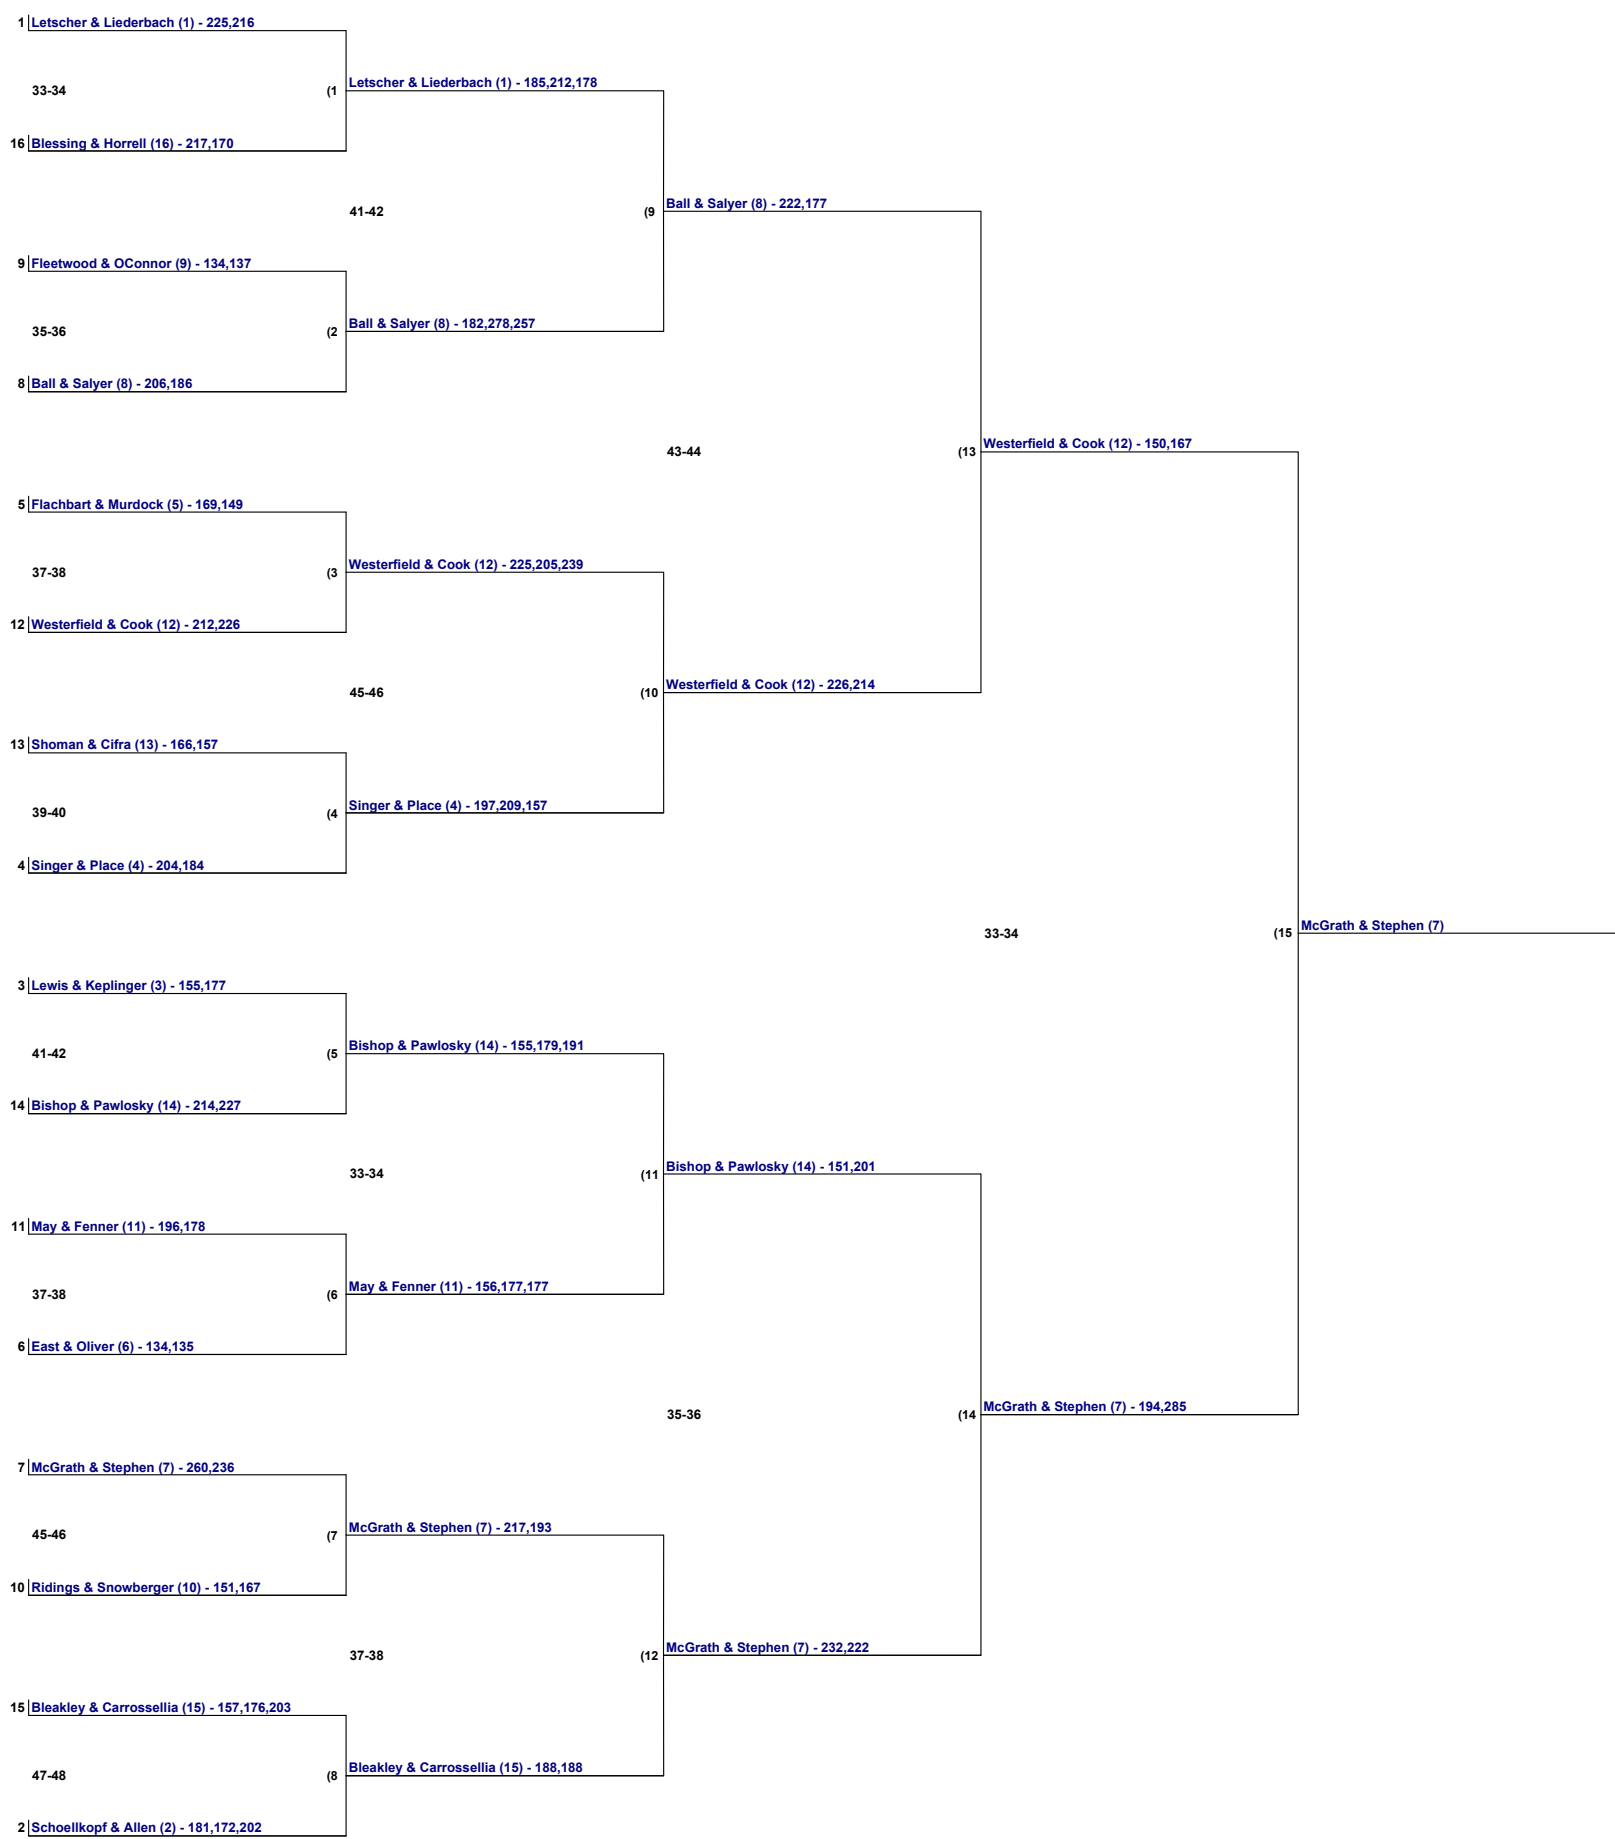 1 Letscher & Liederbach (1) - 225,216
33-34 (1 Letscher & Liederbach (1) - 185,212,178
16 Blessing & Horrell (16) - 217,170
41-42 (9 Ball & Salyer (8) - 222,177
9 Fleetwood & OConnor (9) - 134,137
35-36 (2 Ball & Salyer (8) - 182,278,257
8 Ball & Salyer (8) - 206,186
43-44 (13 Westerfield & Cook (12) - 150,167
5 Flachbart & Murdock (5) - 169,149
37-38 (3 Westerfield & Cook (12) - 225,205,239
12 Westerfield & Cook (12) - 212,226
45-46 (10 Westerfield & Cook (12) - 226,214
13 Shoman & Cifra (13) - 166,157
39-40 (4 Singer & Place (4) - 197,209,157
4 Singer & Place (4) - 204,184
33-34 (15 McGrath & Stephen (7)
3 Lewis & Keplinger (3) - 155,177
41-42 (5 Bishop & Pawlosky (14) - 155,179,191
14 Bishop & Pawlosky (14) - 214,227
33-34 (11 Bishop & Pawlosky (14) - 151,201
11 May & Fenner (11) - 196,178
37-38 (6 May & Fenner (11) - 156,177,177
6 East & Oliver (6) - 134,135
35-36 (14 McGrath & Stephen (7) - 194,285
7 McGrath & Stephen (7) - 260,236
45-46 (7 McGrath & Stephen (7) - 217,193
10 Ridings & Snowberger (10) - 151,167
37-38 (12 McGrath & Stephen (7) - 232,222
15 Bleakley & Carrossellia (15) - 157,176,203
47-48 (8 Bleakley & Carrossellia (15) - 188,188
2 Schoellkopf & Allen (2) - 181,172,202